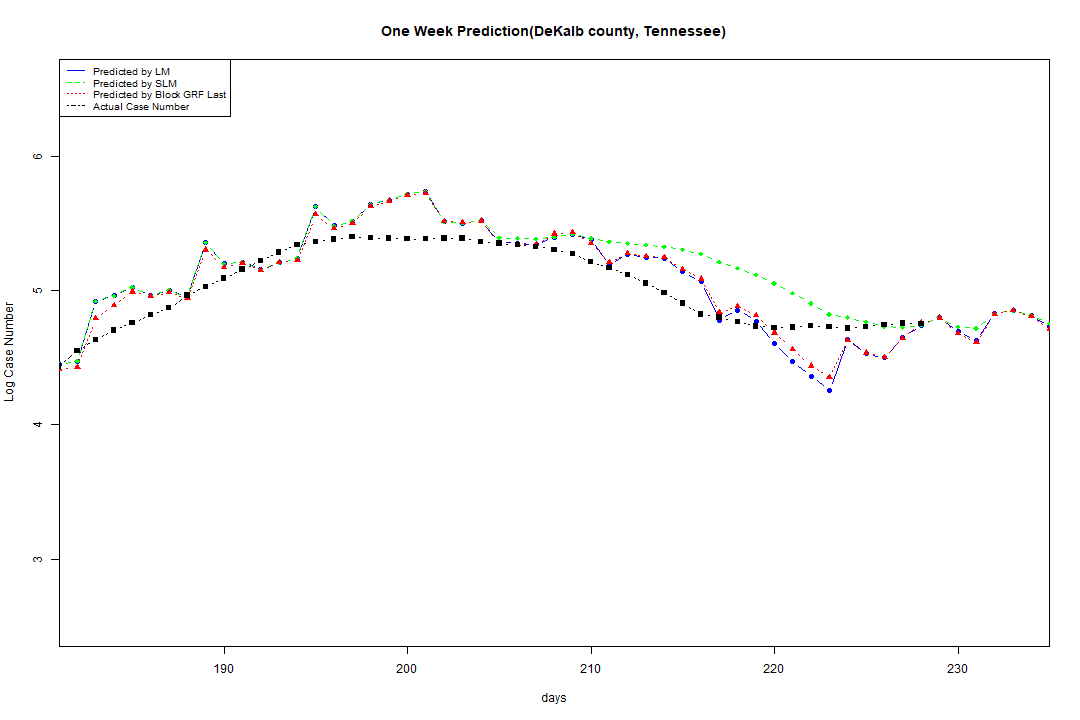 One Week Prediction(DeKalb county, Tennessee)
Predicted by LM
Predicted by SLM
Predicted by Block GRF Last
Actual Case Number
6
5
4
3
Log Case Number
190 200 210 220 230
days